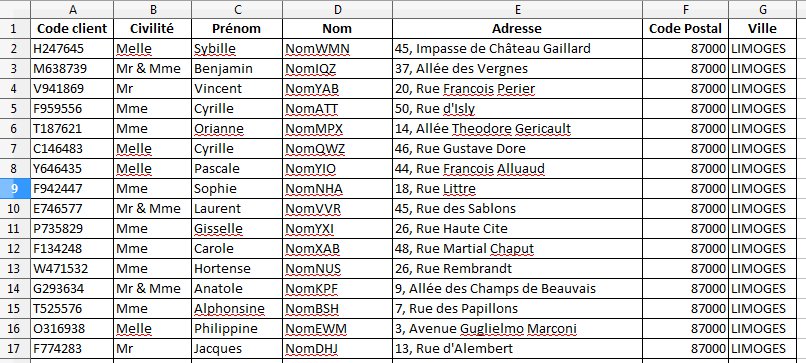 A B C D E F G
1 Code client Civilité Prénom Nom Adresse Code Postal Ville
2 H247645 Melle Sybille NomWMN 45, Impasse de Château Gaillard 87000 LIMOGES
3 M638739 Mr & Mme Benjamin NomIQZ 37, Allée des Vergnes 87000 LIMOGES
4 V941869 Mr Vincent NomYAB 20, Rue Francois Perier 87000 LIMOGES
5 F959556 Mme Cyrille NomATT 50, Rue d'Isly 87000 LIMOGES
6 T187621 Mme Orianne NomMPX 14, Allée Theodore Gericault 87000 LIMOGES
7 C146483 Melle Cyrille NomQWZ 46, Rue Gustave Dore 87000 LIMOGES
8 Y646435 Melle Pascale NomYIO 44, Rue Francois Alluaud 87000 LIMOGES
9 F942447 Mme Sophie NomNHA 18, Rue Littre 87000 LIMOGES
10 E746577 Mr & Mme Laurent NomVVR 45, Rue des Sablons 87000 LIMOGES
11 P735829 Mme Gisselle NomYXI 26, Rue Haute Cite 87000 LIMOGES
12 F134248 Mme Carole NomXAB 48, Rue Martial Chaput 87000 LIMOGES
13 W471532 Mme Hortense NomNUS 26, Rue Rembrandt 87000 LIMOGES
14 G293634 Mr & Mme Anatole NomKPF 9, Allée des Champs de Beauvais 87000 LIMOGES
15 T525576 Mme Alphonsine NomBSH 7, Rue des Papillons 87000 LIMOGES
16 O316938 Melle Philippine NomEWM 3, Avenue Guglielmo Marconi 87000 LIMOGES
17 F774283 Mr Jacques NomDHJ 13, Rue d'Alembert 87000 LIMOGES